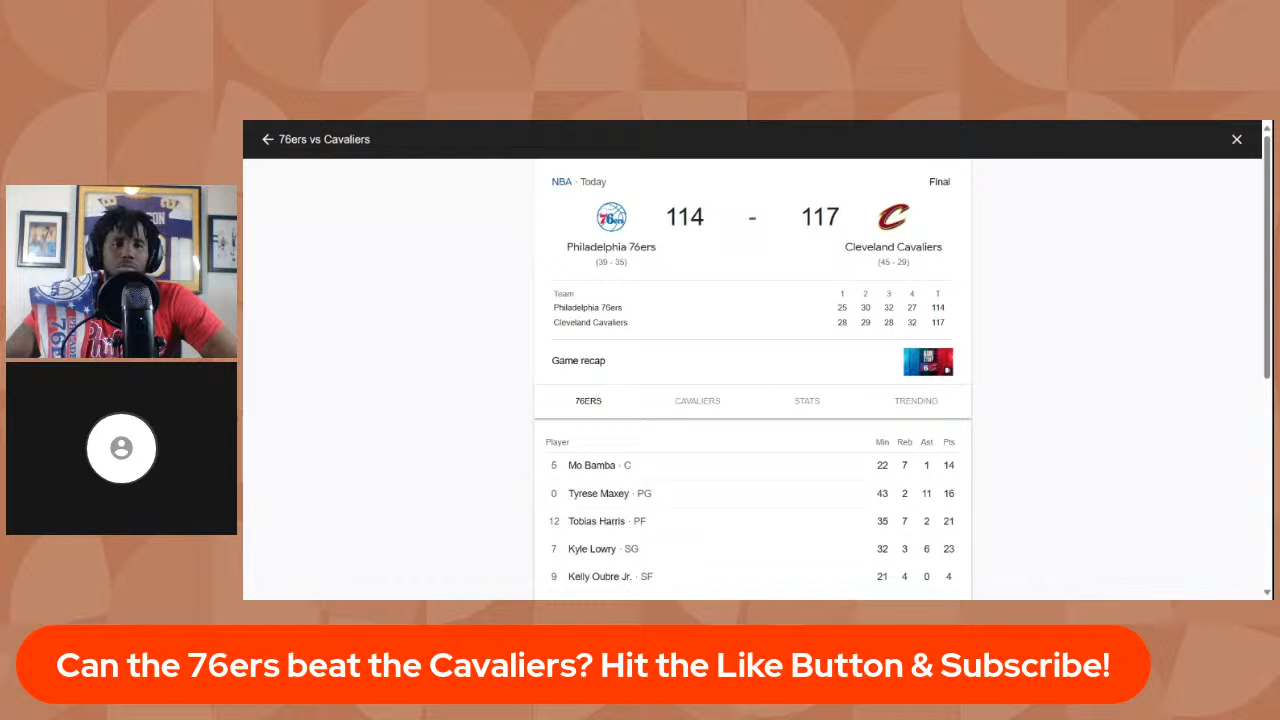 ← 76ers vs Cavaliers
NBA · Today Final
76ers 114 - 117 C
Philadelphia 76ers Cleveland Cavaliers
(39 - 35) (45 - 29)
Team 1 2 3 4 T
Philadelphia 76ers 25 30 32 27 114
Cleveland Cavaliers 28 29 28 32 117
Game recap
76ERS CAVALIERS STATS TRENDING
Player Min Reb Ast Pts
5 Mo Bamba · C 22 7 1 14
0 Tyrese Maxey · PG 43 2 11 16
12 Tobias Harris · PF 35 7 2 21
7 Kyle Lowry · SG 32 3 6 23
9 Kelly Oubre Jr. · SF 21 4 0 4
Can the 76ers beat the Cavaliers? Hit the Like Button & Subscribe!